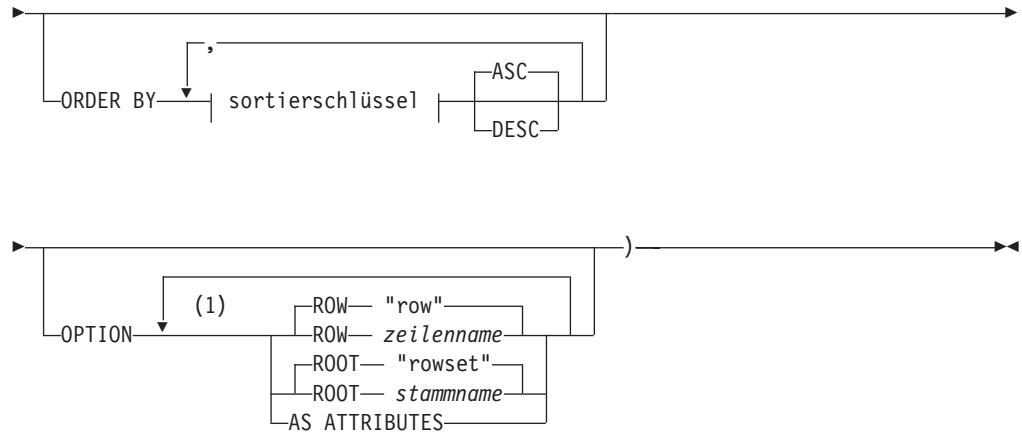 ,
ASC
ORDER BY sortierschlüssel
DESC
)
(1)
ROW "row"
OPTION ROW zeilenname
ROOT "rowset"
ROOT stammname
AS ATTRIBUTES